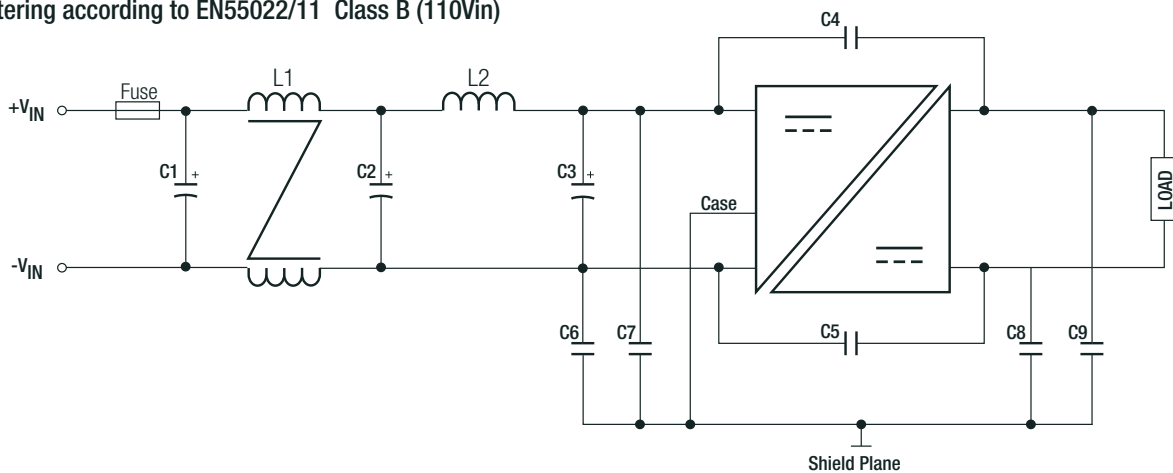 tering according to EN55022/11 Class B (110Vin)
C4
Fuse
L1
L2
+VIN
C1 +
C2 +
C3 +
Case
LOAD
-VIN
C6
C7
C5
C8
C9
Shield Plane